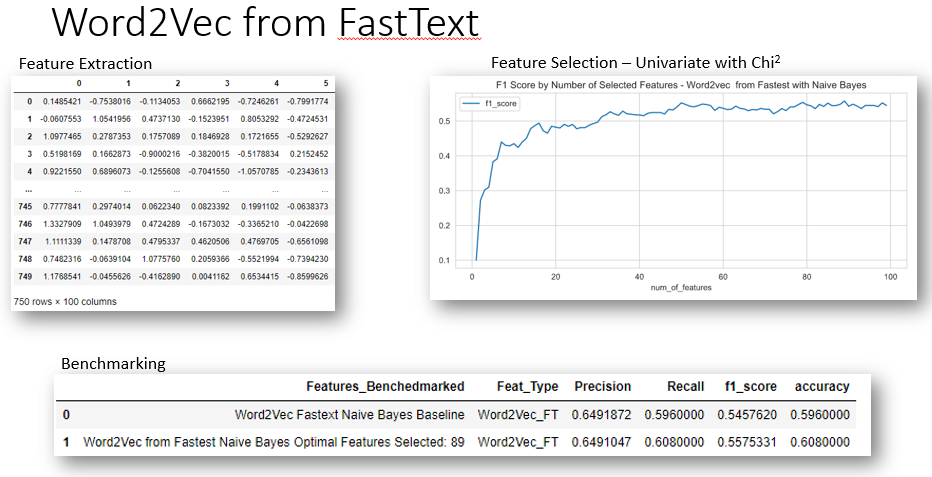 Word2Vec from FastText
Feature Extraction
0 1 2 3 4 5
0 0.1485421 -0.7538016 -0.1134053 0.6662195 -0.7246261 -0.7991774
1 -0.0607553 1.0541956 0.4737130 -0.1523951 0.8053292 -0.4724531
2 1.0977465 0.2787353 0.1757089 0.1846928 0.1721655 -0.5292627
3 0.5198169 0.1662873 -0.9000216 -0.3820015 -0.5178834 0.2152452
4 0.9221550 0.6896073 -0.1255608 -0.7041550 -1.0570785 -0.2343613
... ... ... ... ... ... ...
745 0.7777841 0.2974014 0.0622340 0.0823392 0.1991102 -0.0638373
746 1.3327909 1.0493979 0.4724289 -0.1673032 -0.3365210 -0.0422698
747 1.1111339 0.1478708 0.4795337 0.4620506 0.4769705 -0.6561098
748 0.7482316 -0.0639104 1.0775760 0.2059366 -0.5521994 -0.7394230
749 1.1768541 -0.0455626 -0.4162890 0.0041162 0.6534415 -0.8599626
750 rows × 100 columns
Feature Selection – Univariate with Chi²
F1 Score by Number of Selected Features - Word2vec from Fastest with Naive Bayes
f1_score
0.5
0.4
0.3
0.2
0.1
0 20 40 60 80 100
num_of_features
Benchmarking
Features_Benchedmarked Feat_Type Precision Recall f1_score accuracy
0 Word2Vec Fastext Naive Bayes Baseline Word2Vec_FT 0.6491872 0.5960000 0.5457620 0.5960000
1 Word2Vec from Fastest Naive Bayes Optimal Features Selected: 89 Word2Vec_FT 0.6491047 0.6080000 0.5575331 0.6080000